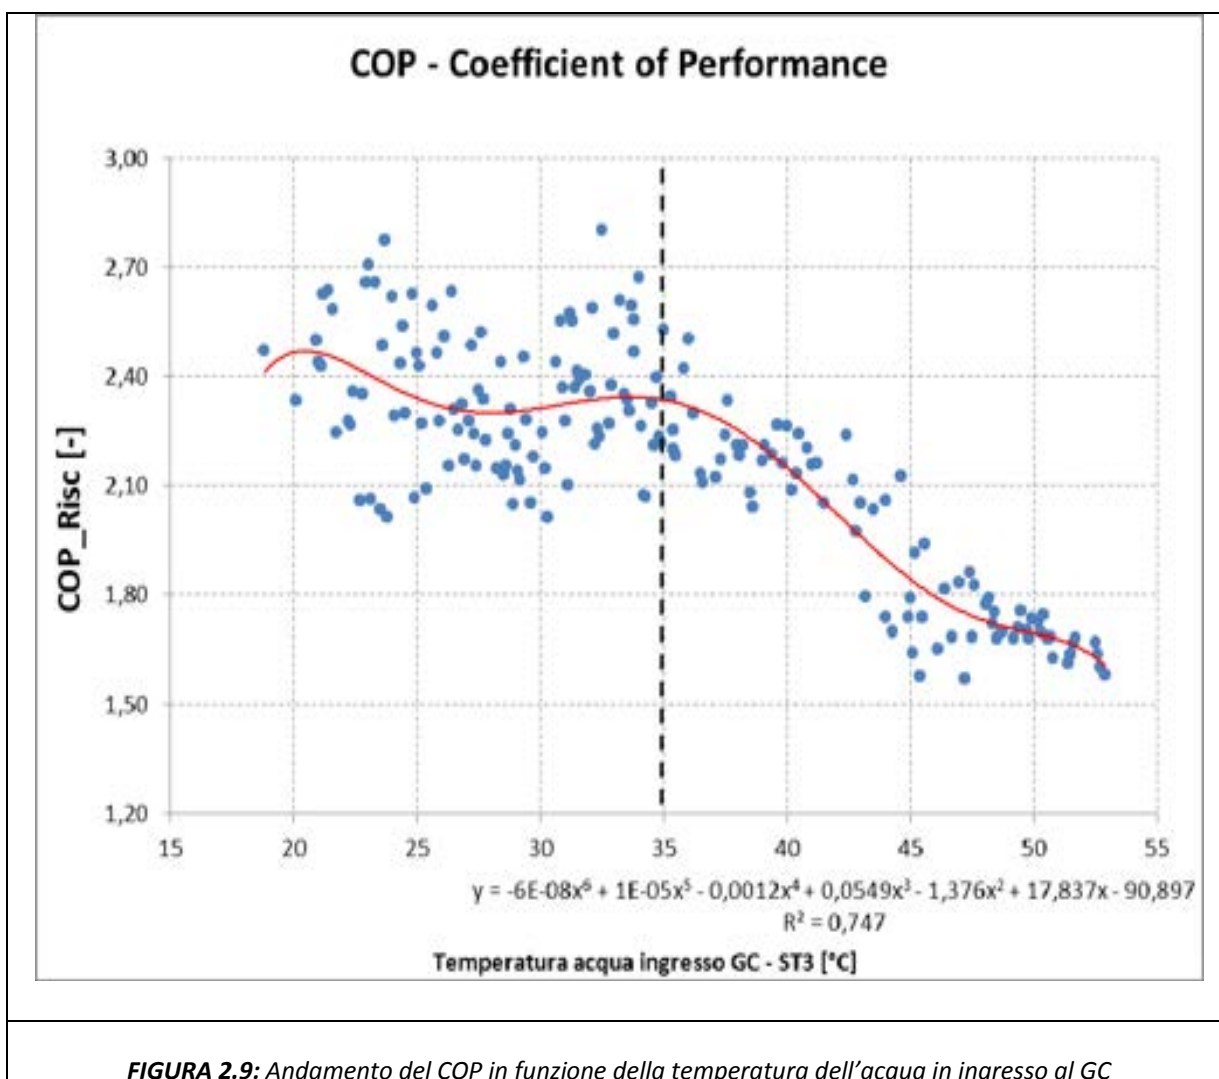 COP - Coefficient of Performance
3,00
2,70
2,40
2,10
1,80
1,50
1,20
COP_Risc [-]
15 20 25 30 35 40 45 50 55
y = -6E-08x⁶ + 1E-05x⁵ - 0,0012x⁴ + 0,0549x³ - 1,376x² + 17,837x - 90,897
R² = 0,747
Temperatura acqua ingresso GC - ST3 [°C]
FIGURA 2.9: Andamento del COP in funzione della temperatura dell'acqua in ingresso al GC